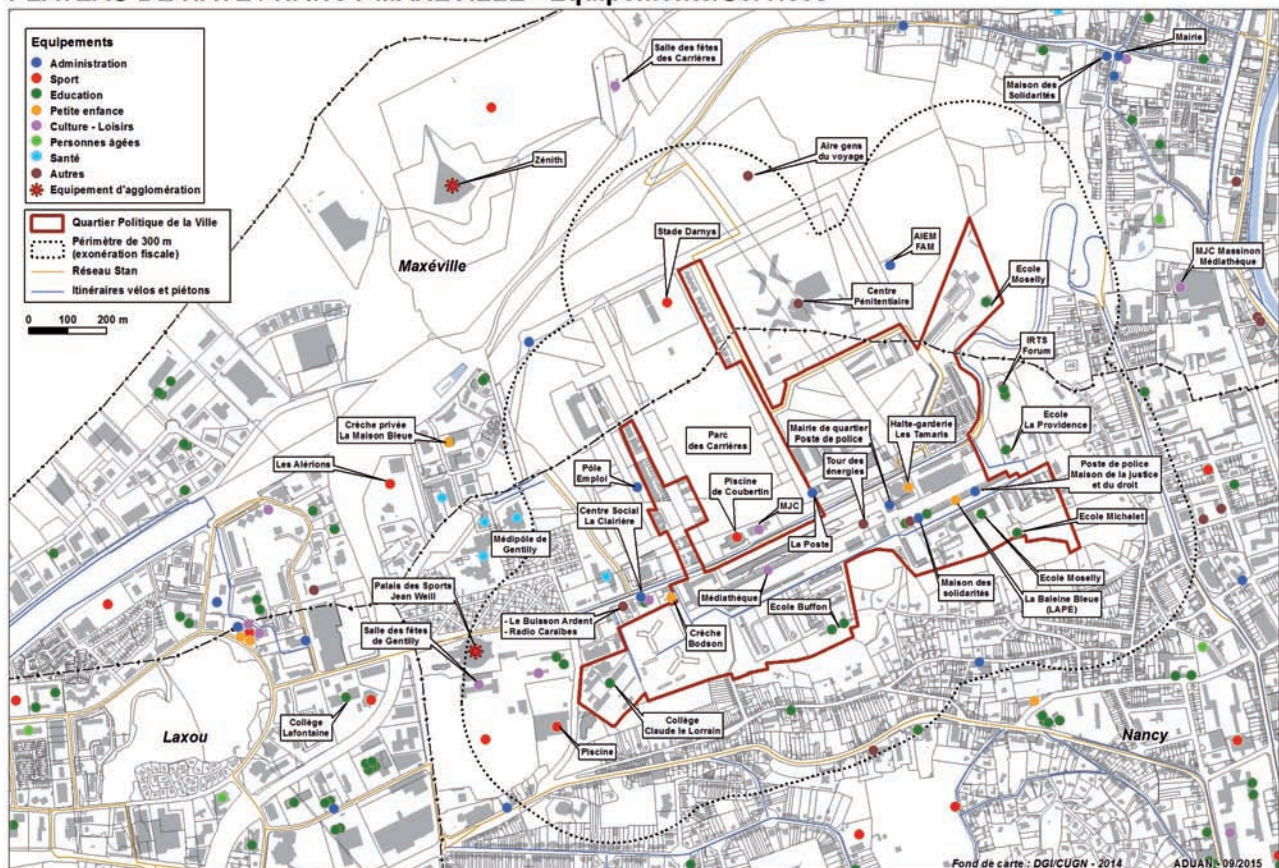 Equipements
Administration
Sport
Education
Petite enfance
Culture - Loisirs
Personnes âgées
Santé
Autres
Equipement d'agglomération
Quartier Politique de la Ville
Périmètre de 300 m
(exonération fiscale)
Réseau Stan
Itinéraires vélos et piétons
0 100 200 m
Salle des fêtes
des Carrières
Mairie
Maison des
Solidarités
Zénith
Aire gens
du voyage
Maxéville
Stade Darnys
AIEM
FAM
MJC Massinon
Médiathèque
Centre
Pénitentiaire
Ecole
Moselly
IRTS
Forum
Crèche privée
La Maison Bleue
Les Alérions
Parc
des Carrières
Mairie de quartier
Poste de police
Halte-garderie
Les Tamaris
Ecole
La Providence
Pôle
Emploi
Piscine
de Coubertin
Tour des
énergies
Poste de police
Maison de la justice
et du droit
Centre Social
La Clairière
MJC
Médipôle de
Gentilly
La Poste
Ecole Michelet
Palais des Sports
Jean Weill
Médiathèque
Maison des
solidarités
Ecole Moselly
La Baleine Bleue
(LAPE)
Ecole Buffon
- Le Buisson Ardent
- Radio Caraïbes
Crèche
Bodson
Salle des fêtes
de Gentilly
Collège
Lafontaine
Collège
Claude le Lorrain
Piscine
Laxou
Nancy
Fond de carte : DGI/CUGN - 2014
ADUAN - 09/2015